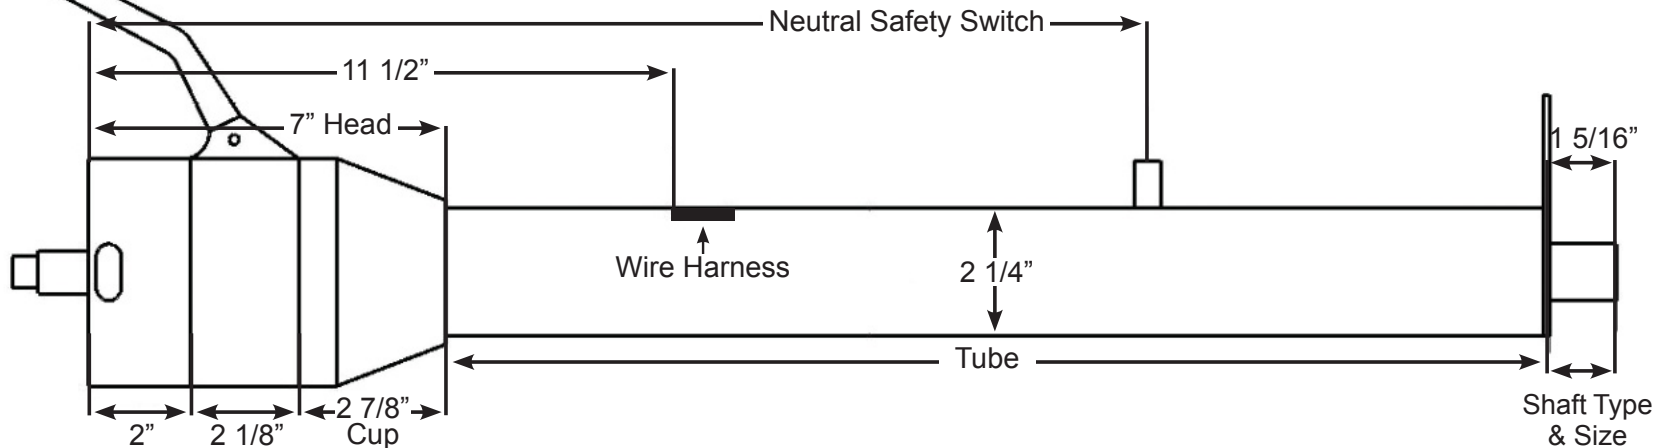 Neutral Safety Switch
11 1/2”
7” Head
1 5/16”
Wire Harness
2 1/4”
Tube
2”
2 1/8”
2 7/8”
Cup
Shaft Type
& Size